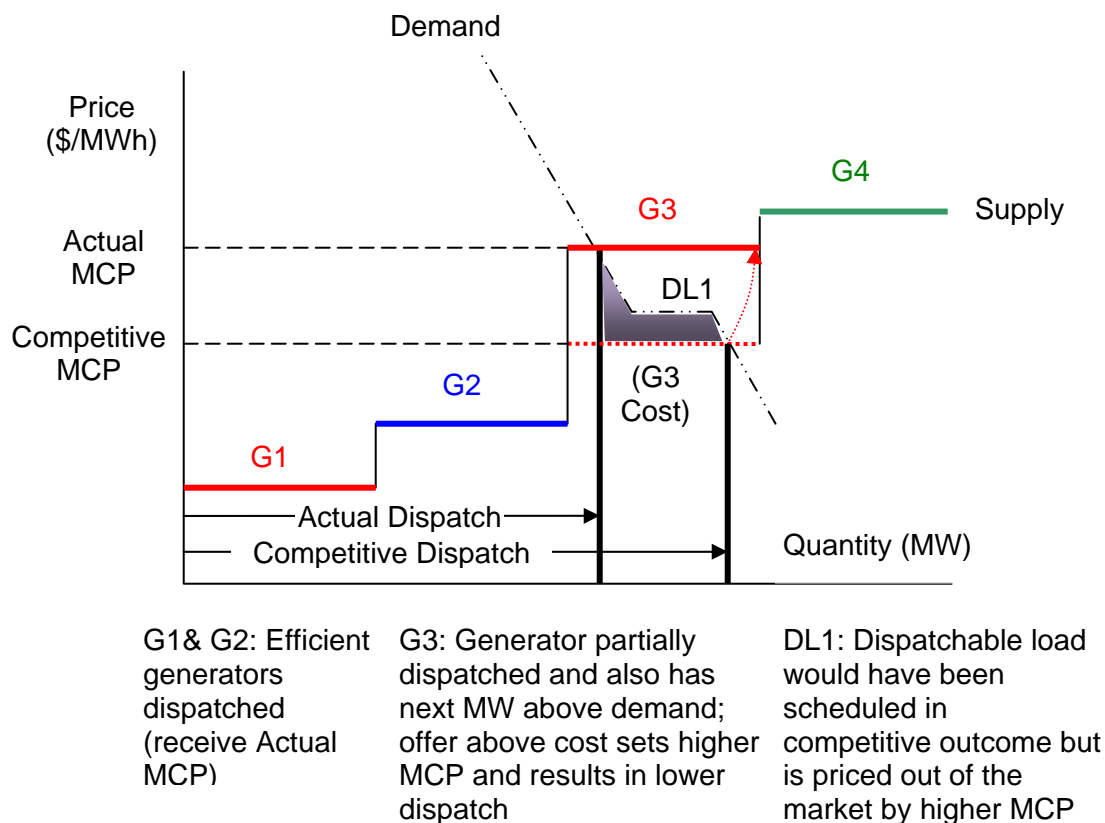 Demand
Price
($/MWh)
G4
G3
Supply
Actual
MCP
DL1
Competitive
MCP
(G3
Cost)
G2
G1
Actual Dispatch
Competitive Dispatch
Quantity (MW)
G1& G2: Efficient
generators
dispatched
(receive Actual
MCP)
G3: Generator partially
dispatched and also has
next MW above demand;
offer above cost sets higher
MCP and results in lower
dispatch
DL1: Dispatchable load
would have been
scheduled in
competitive outcome but
is priced out of the
market by higher MCP